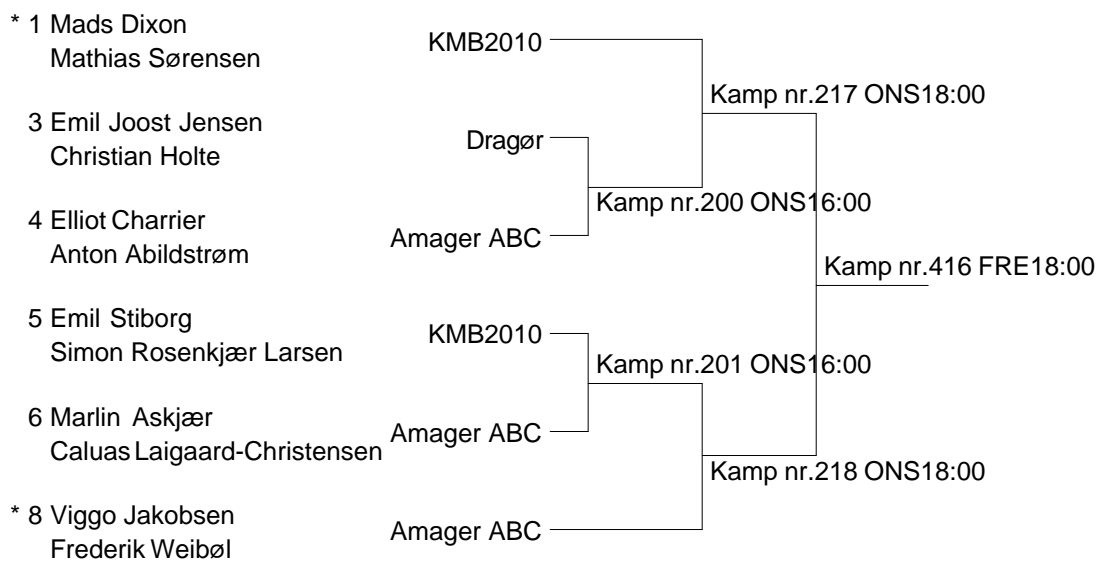 * 1 Mads Dixon
Mathias Sørensen
KMB2010
Kamp nr.217 ONS18:00
3 Emil Joost Jensen
Christian Holte
Dragør
Kamp nr.200 ONS16:00
4 Elliot Charrier
Anton Abildstrøm
Amager ABC
Kamp nr.416 FRE18:00
5 Emil Stiborg
Simon Rosenkjær Larsen
KMB2010
Kamp nr.201 ONS16:00
6 Marlin Askjær
Caluas Laigaard-Christensen
Amager ABC
Kamp nr.218 ONS18:00
* 8 Viggo Jakobsen
Frederik Weibøl
Amager ABC